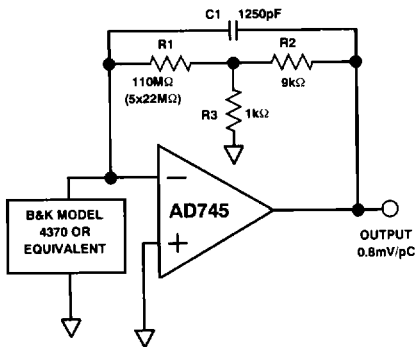 C1 1250pF
R1
R2
110MΩ
(5x22MΩ)
9kΩ
R3
1kΩ
AD745
B&K MODEL
4370 OR
EQUIVALENT
OUTPUT
0.8mV/pC